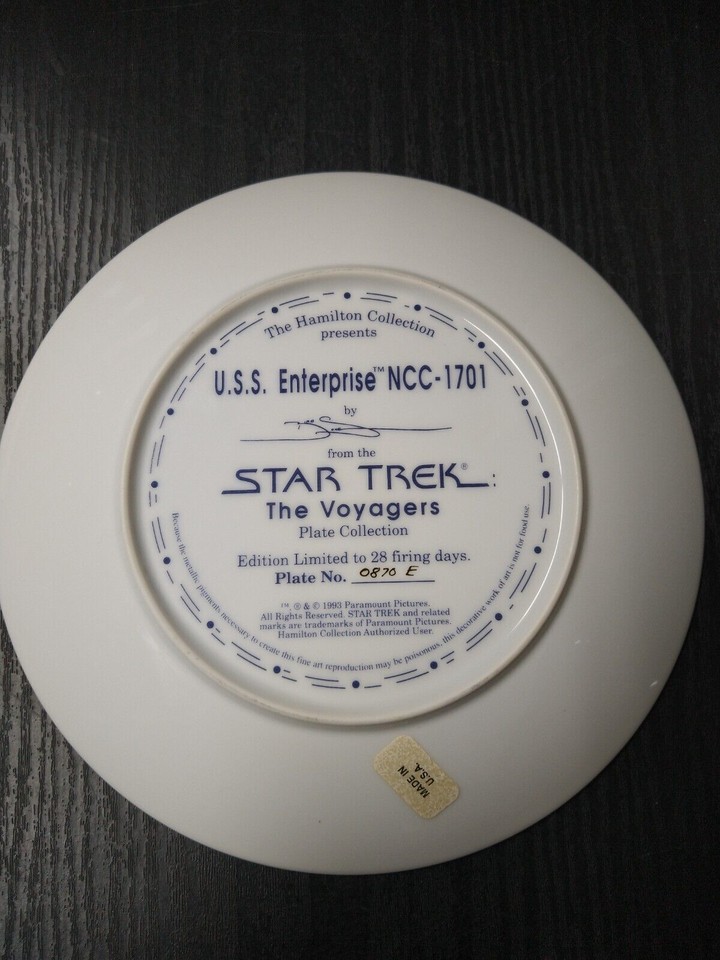 The Hamilton Collection
presents
U.S.S. Enterprise™ NCC-1701
by
from the
STAR TREK®:
The Voyagers
Plate Collection
Edition Limited to 28 firing days.
Plate No. 0870 E
™, ® & © 1993 Paramount Pictures.
All Rights Reserved. STAR TREK and related
marks are trademarks of Paramount Pictures.
Hamilton Collection Authorized User.
Because the metallic pigments necessary to create this fine art reproduction may be poisonous, this decorative work of art is not for food use.
MADE IN
U.S.A.